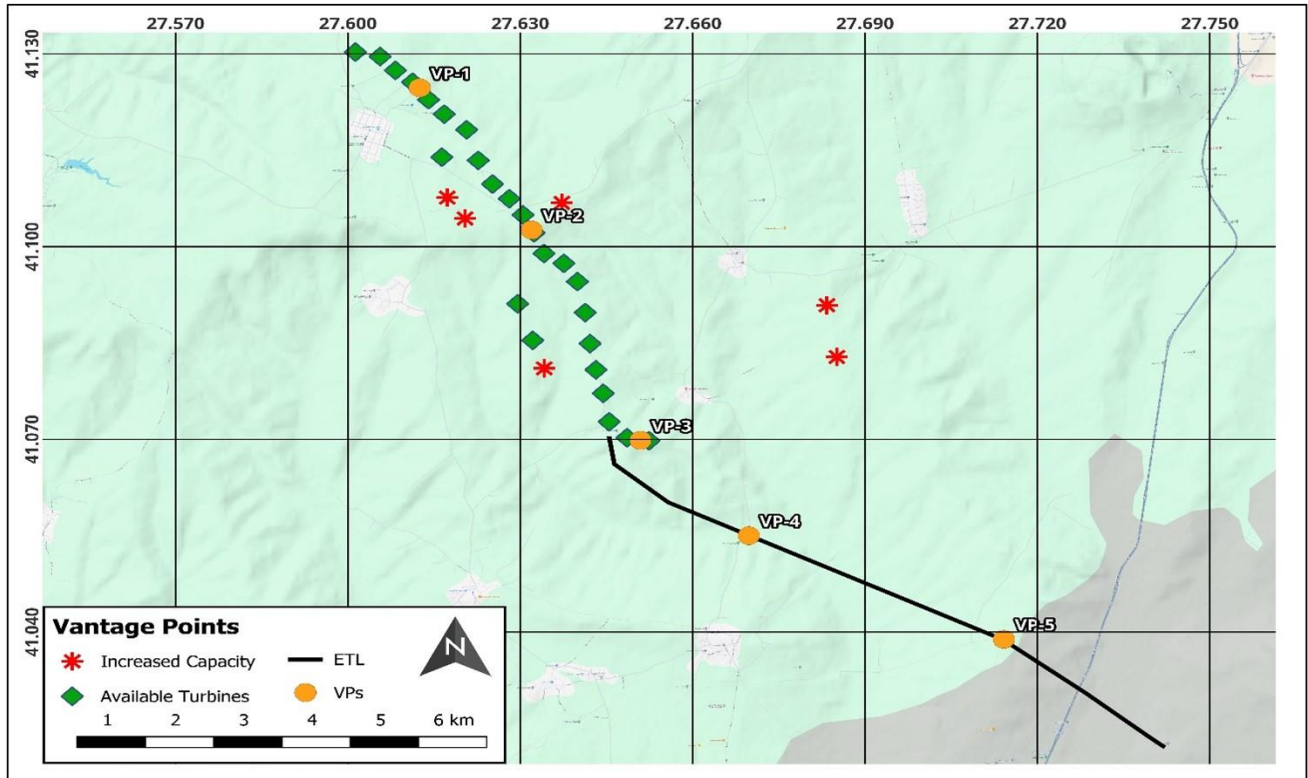 27.570 27.600 27.630 27.660 27.690 27.720 27.750
41.130
VP-1
VP-2
41.100
41.070
VP-3
VP-4
41.040
VP-5
Vantage Points
N
Increased Capacity
ETL
Available Turbines
VPs
1 2 3 4 5 6 km